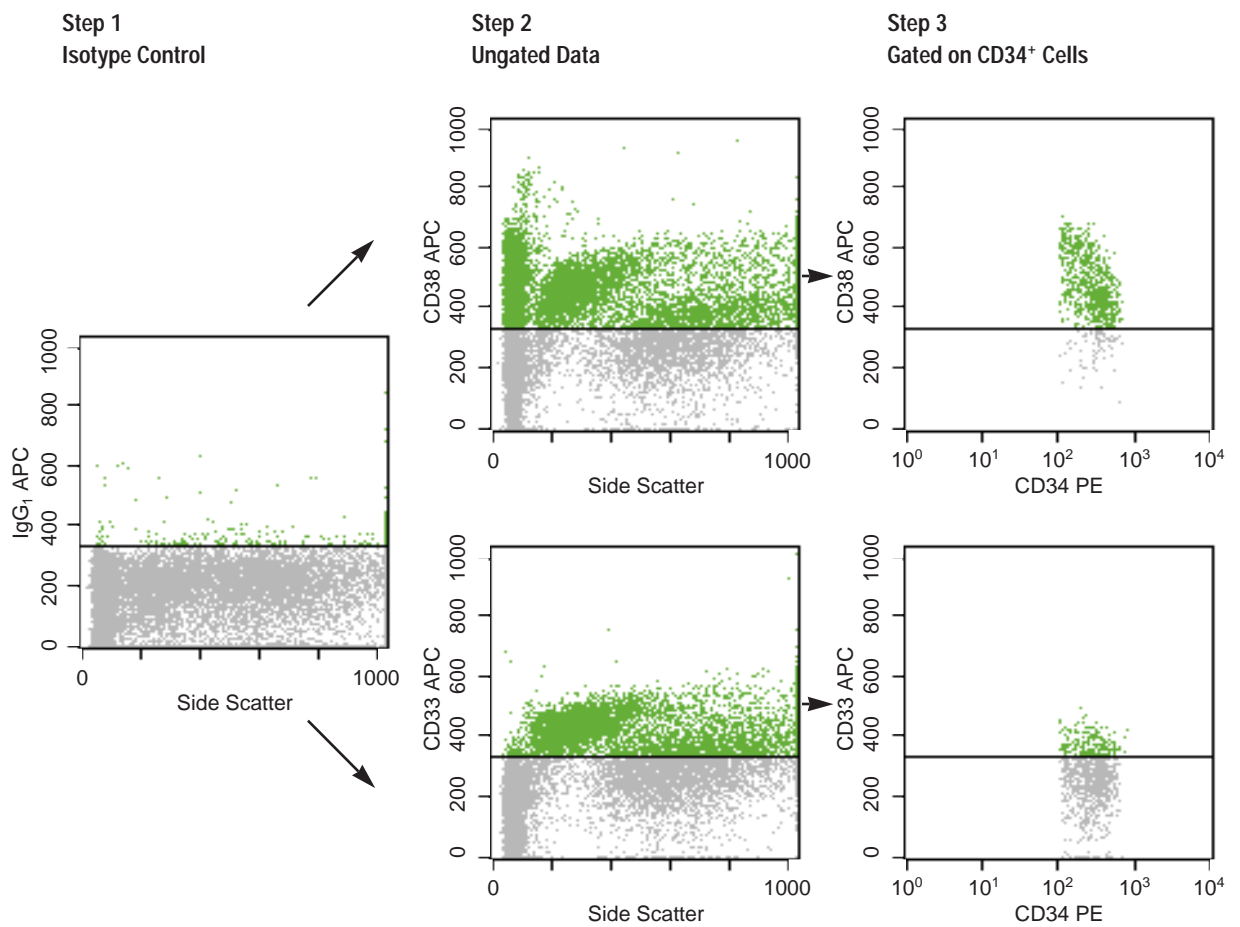 Step 1
Isotype Control
Step 2
Ungated Data
Step 3
Gated on CD34⁺ Cells
IgG₁ APC
0 200 400 600 800 1000
0 1000
Side Scatter
CD38 APC
0 200 400 600 800 1000
0 1000
Side Scatter
CD38 APC
0 200 400 600 800 1000
10⁰ 10¹ 10² 10³ 10⁴
CD34 PE
CD33 APC
0 200 400 600 800 1000
0 1000
Side Scatter
CD33 APC
0 200 400 600 800 1000
10⁰ 10¹ 10² 10³ 10⁴
CD34 PE